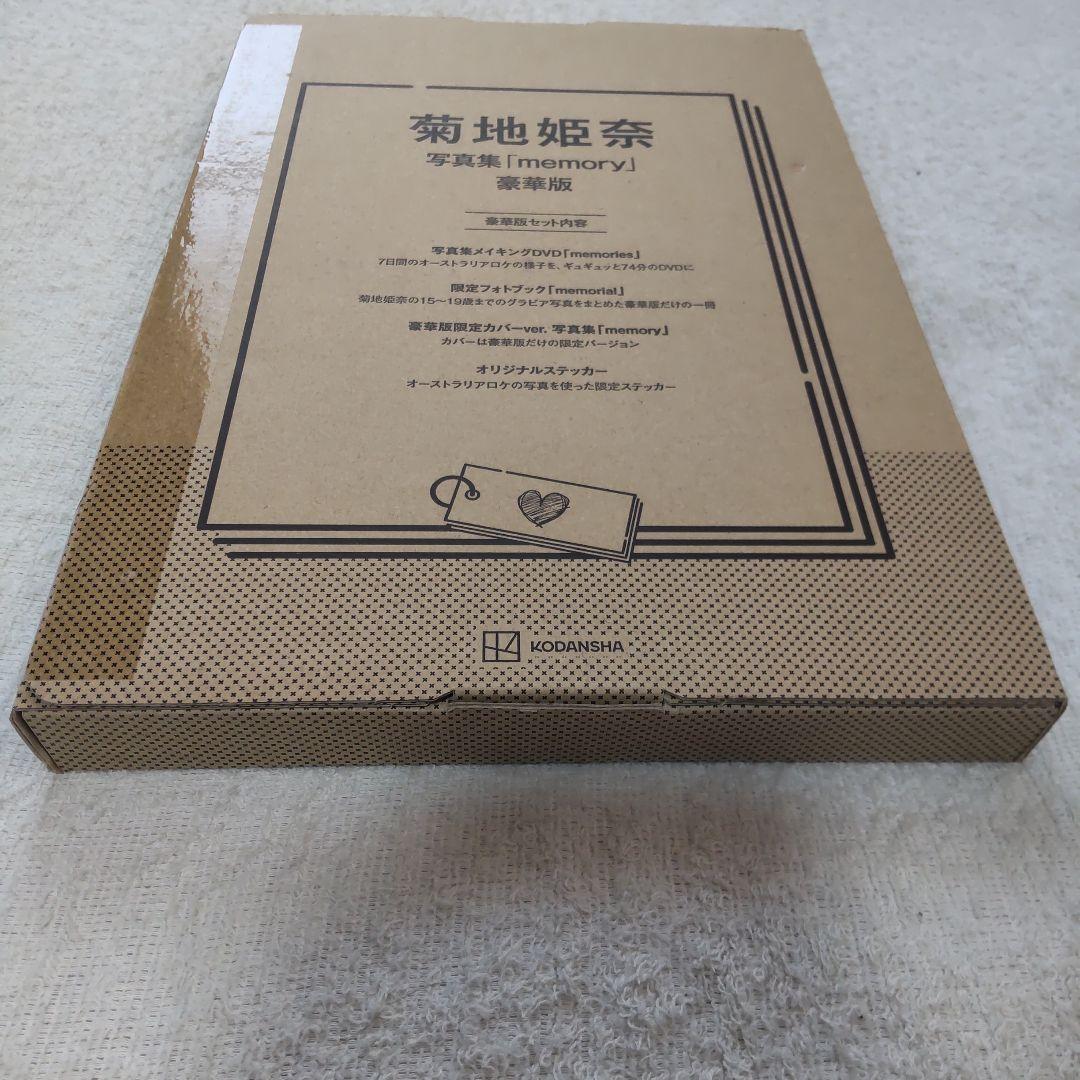 菊地姫奈
写真集「memory」
豪華版
豪華版セット内容
写真集メイキングDVD「memories」
7日間のオーストラリアロケの様子を、ギュギュッと74分のDVDに
限定フォトブック「memorial」
菊地姫奈の15〜19歳までのグラビア写真をまとめた豪華版だけの一冊
豪華版限定カバーver. 写真集「memory」
カバーは豪華版だけの限定バージョン
オリジナルステッカー
オーストラリアロケの写真を使った限定ステッカー
KODANSHA